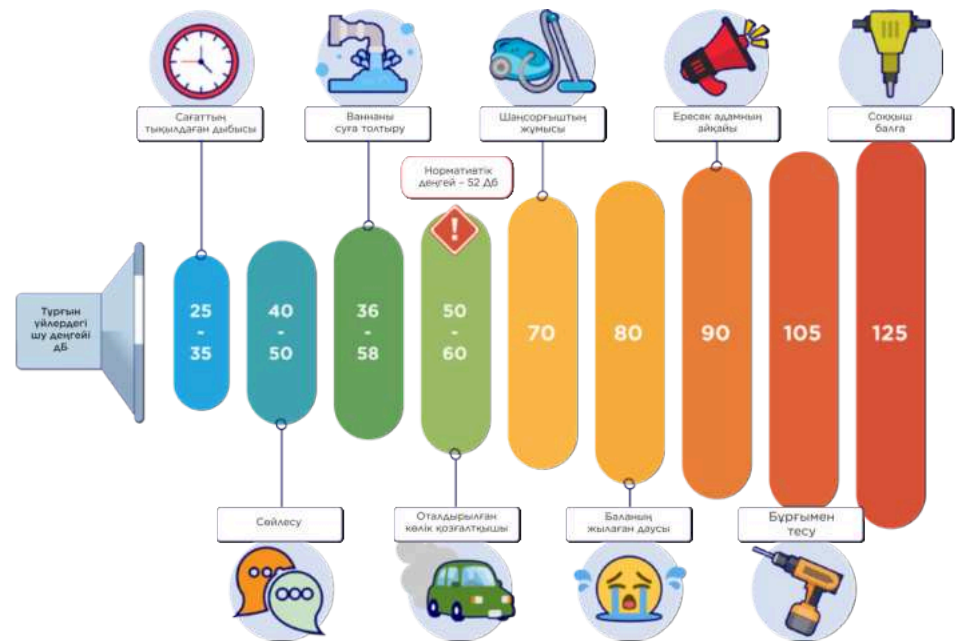 Сағаттың
тықылдаған дыбысы
Ваннаны
суға толтыру
Шаңсорғыштың
жұмысы
Ересек адамның
айқайы
Соққыш
балға
Нормативтік
деңгей – 52 Дб
Тұрғын
үйлердегі
шу деңгейі
дБ
25
-
35
40
-
50
36
-
58
50
-
60
70
80
90
105
125
Сөйлесу
Оталдырылған
көлік қозғалтқышы
Баланың
жылаған даусы
Бұрғымен
тесу